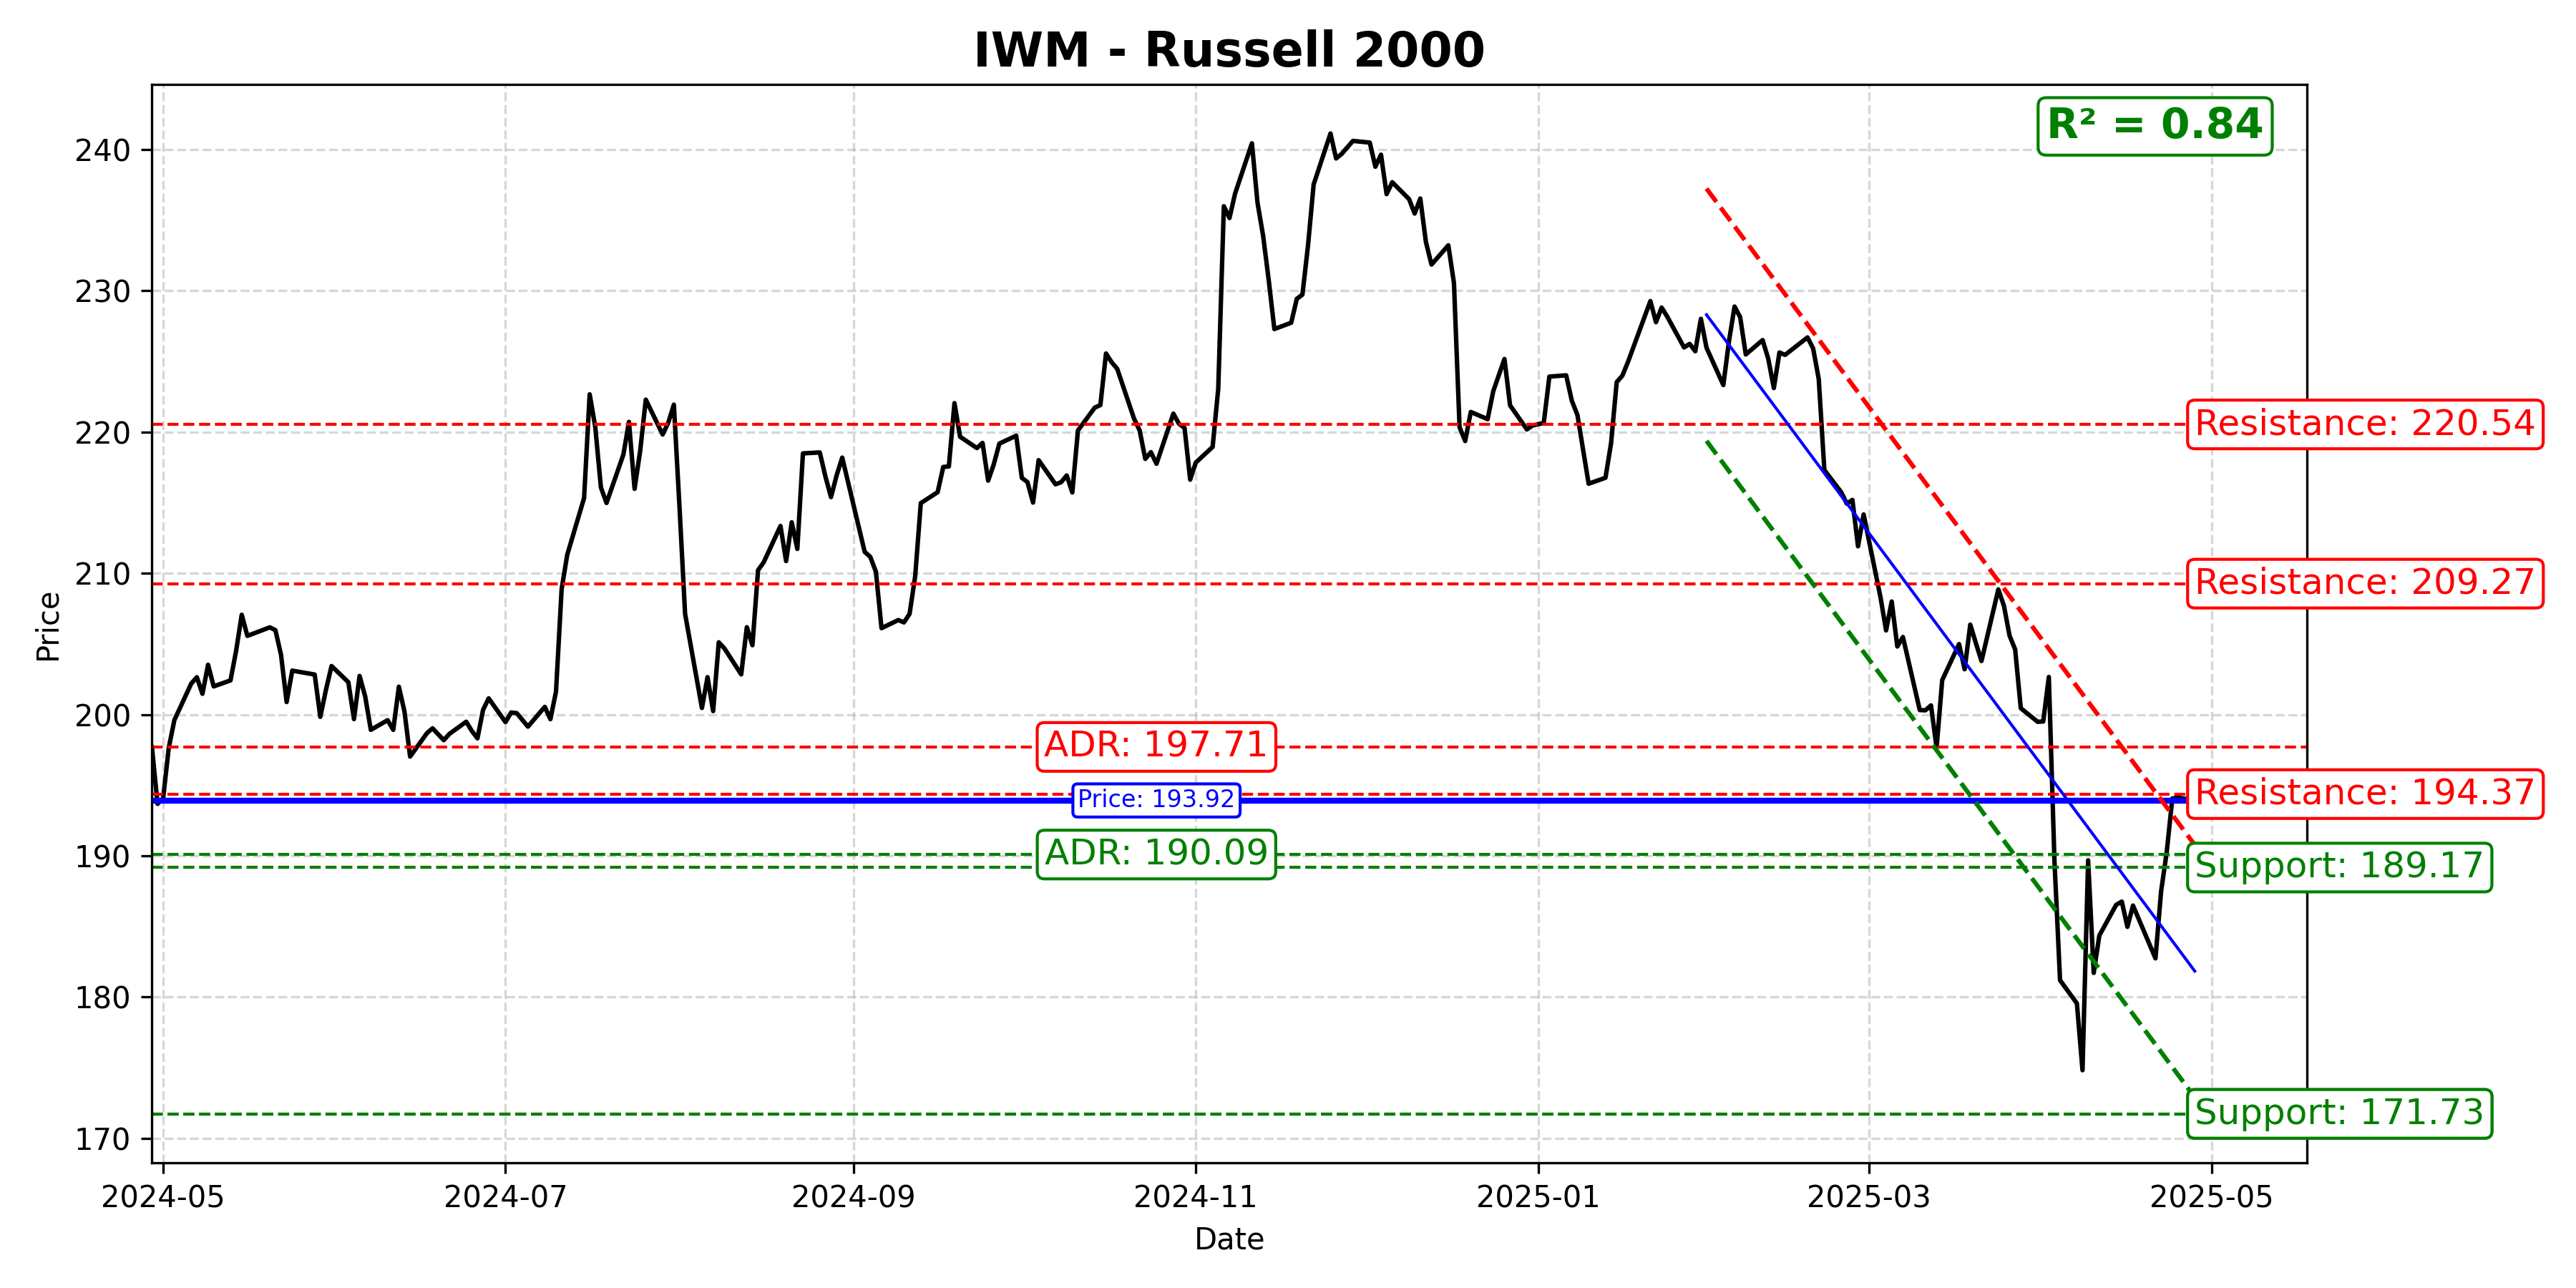 IWM - Russell 2000
R² = 0.84
240
230
220
210
200
190
180
170
Price
Resistance: 220.54
Resistance: 209.27
ADR: 197.71
Price: 193.92
Resistance: 194.37
ADR: 190.09
Support: 189.17
Support: 171.73
2024-05
2024-07
2024-09
2024-11
2025-01
2025-03
2025-05
Date